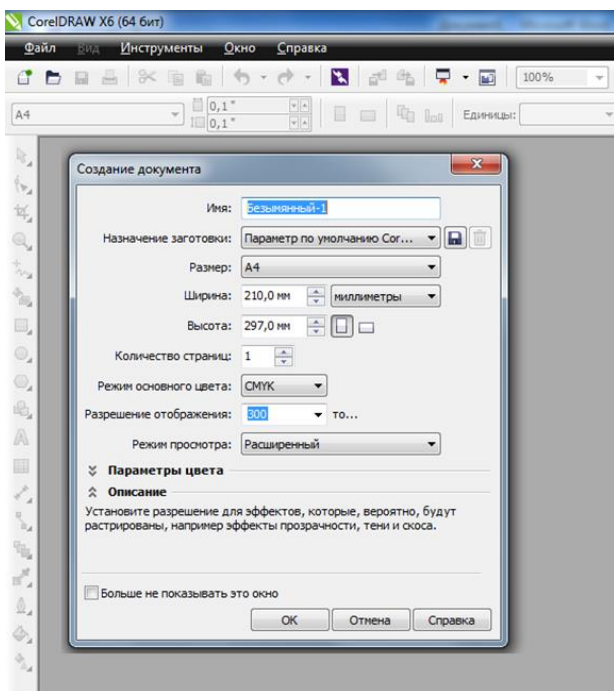 CorelDRAW X6 (64 бит)
Файл Вид Инструменты Окно Справка
100%
A4
0,1 "
0,1 "
Единицы:
Создание документа
Имя: Безымянный-1
Назначение заготовки: Параметр по умолчанию Cor...
Размер: A4
Ширина: 210,0 мм миллиметры
Высота: 297,0 мм
Количество страниц: 1
Режим основного цвета: CMYK
Разрешение отображения: 300 то...
Режим просмотра: Расширенный
Параметры цвета
Описание
Установите разрешение для эффектов, которые, вероятно, будут
растрированы, например эффекты прозрачности, тени и скоса.
Больше не показывать это окно
ОК Отмена Справка